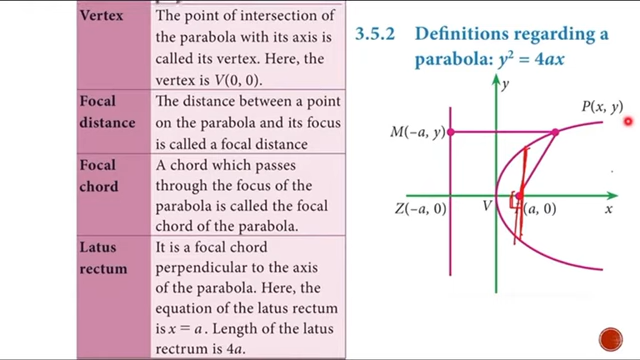 Vertex
The point of intersection of
the parabola with its axis is
called its vertex. Here, the
vertex is V(0, 0).
Focal
distance
The distance between a point
on the parabola and its focus
is called a focal distance
Focal
chord
A chord which passes
through the focus of the
parabola is called the focal
chord of the parabola.
Latus
rectum
It is a focal chord
perpendicular to the axis
of the parabola. Here, the
equation of the latus rectum
is x = a. Length of the latus
rectrum is 4a.
3.5.2 Definitions regarding a
parabola: y² = 4ax
y
P(x, y)
M(−a, y)
Z(−a, 0)
V
F(a, 0)
x